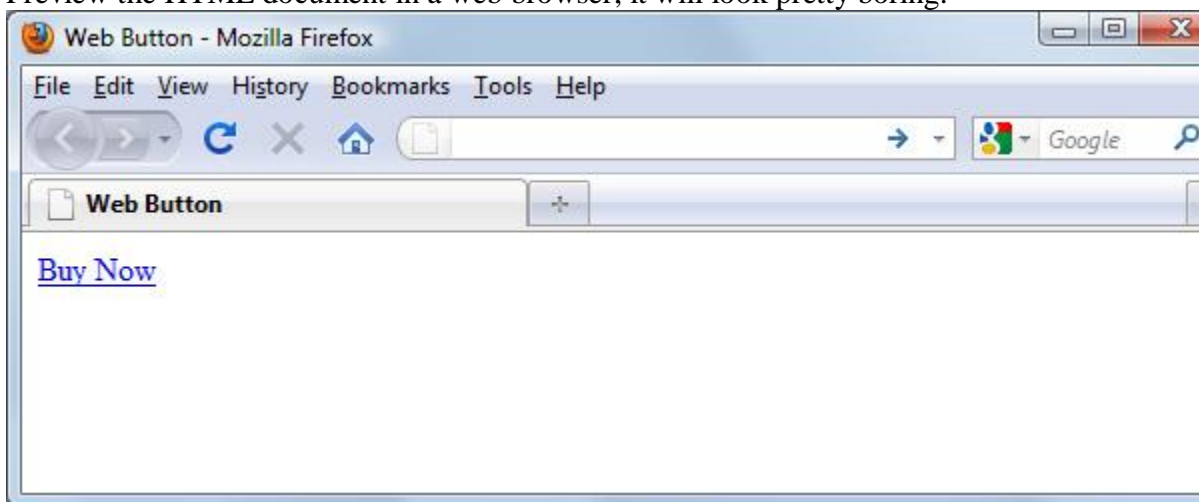 Preview the HTML document in a web browser, it will look pretty boring.
Web Button - Mozilla Firefox
File Edit View History Bookmarks Tools Help
Google
Web Button
Buy Now